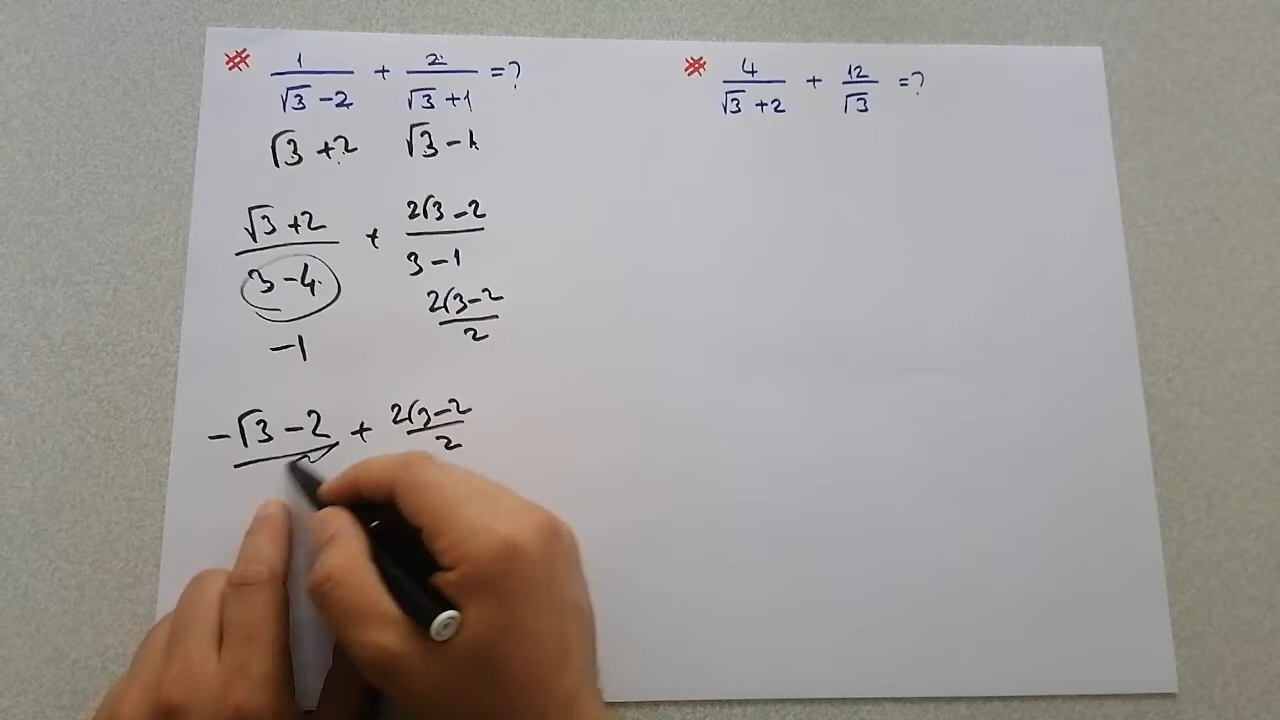 * 1/(√3 - 2) + 2/(√3 + 1) = ?
√3 + 2 √3 - 1
(√3 + 2)/(3 - 4) + (2√3 - 2)/(3 - 1)
(2√3 - 2)/2
-1
-√3 - 2 + (2√3 - 2)/2
* 4/(√3 + 2) + 12/√3 = ?